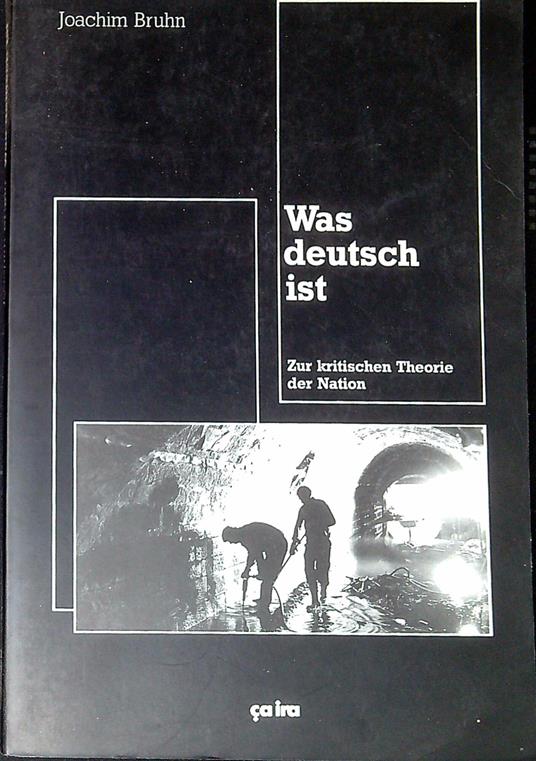 Joachim Bruhn
Was
deutsch
ist
Zur kritischen Theorie
der Nation
ça ira